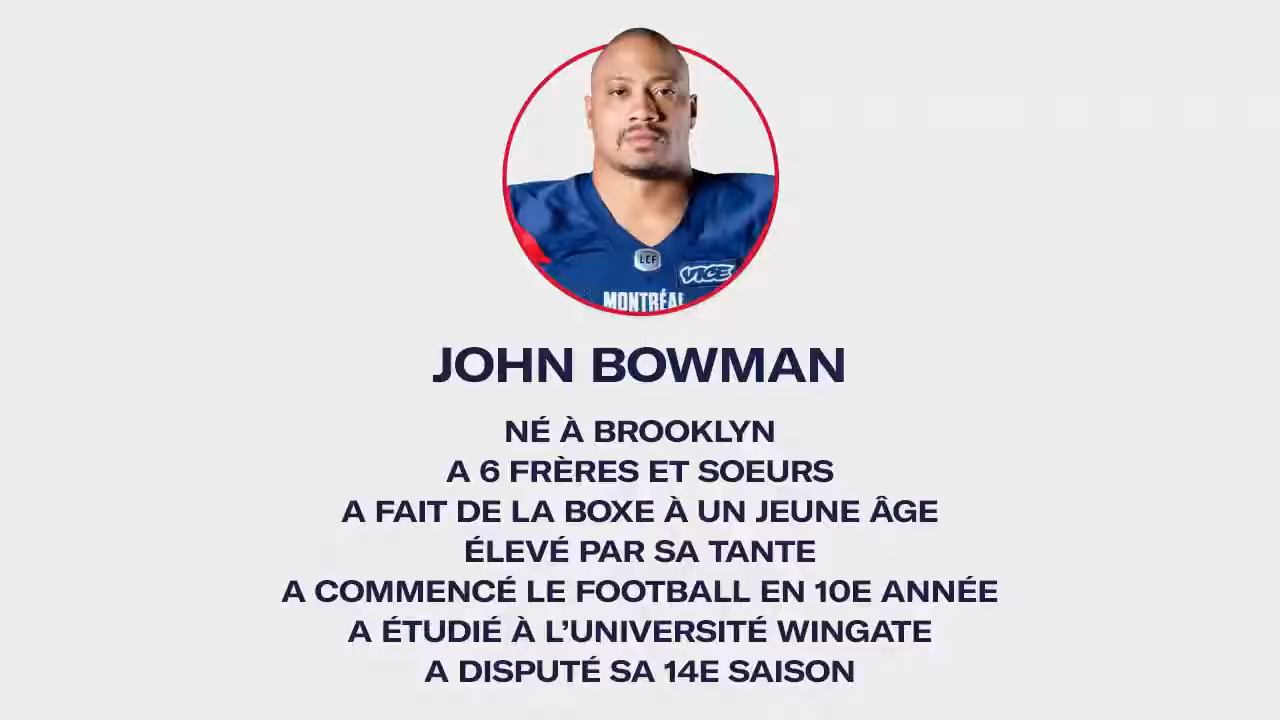 LCF
VICE
MONTRÉAL
JOHN BOWMAN
NÉ À BROOKLYN
A 6 FRÈRES ET SOEURS
A FAIT DE LA BOXE À UN JEUNE ÂGE
ÉLEVÉ PAR SA TANTE
A COMMENCÉ LE FOOTBALL EN 10E ANNÉE
A ÉTUDIÉ À L’UNIVERSITÉ WINGATE
A DISPUTÉ SA 14E SAISON